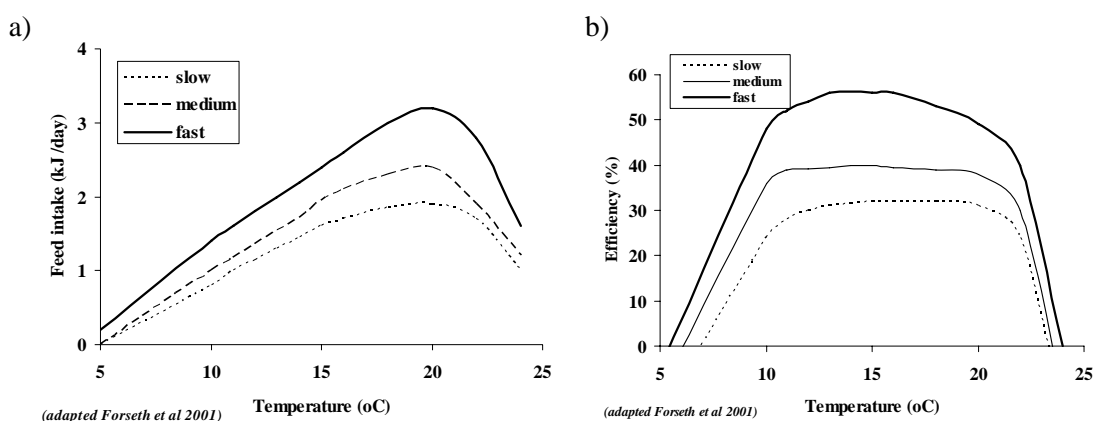 a)
4
3
2
1
0
Feed intake (kJ /day)
slow
medium
fast
5 10 15 20 25
Temperature (oC)
(adapted Forseth et al 2001)
b)
60
50
40
30
20
10
0
Efficiency (%)
slow
medium
fast
5 10 15 20 25
Temperature (oC)
(adapted Forseth et al 2001)